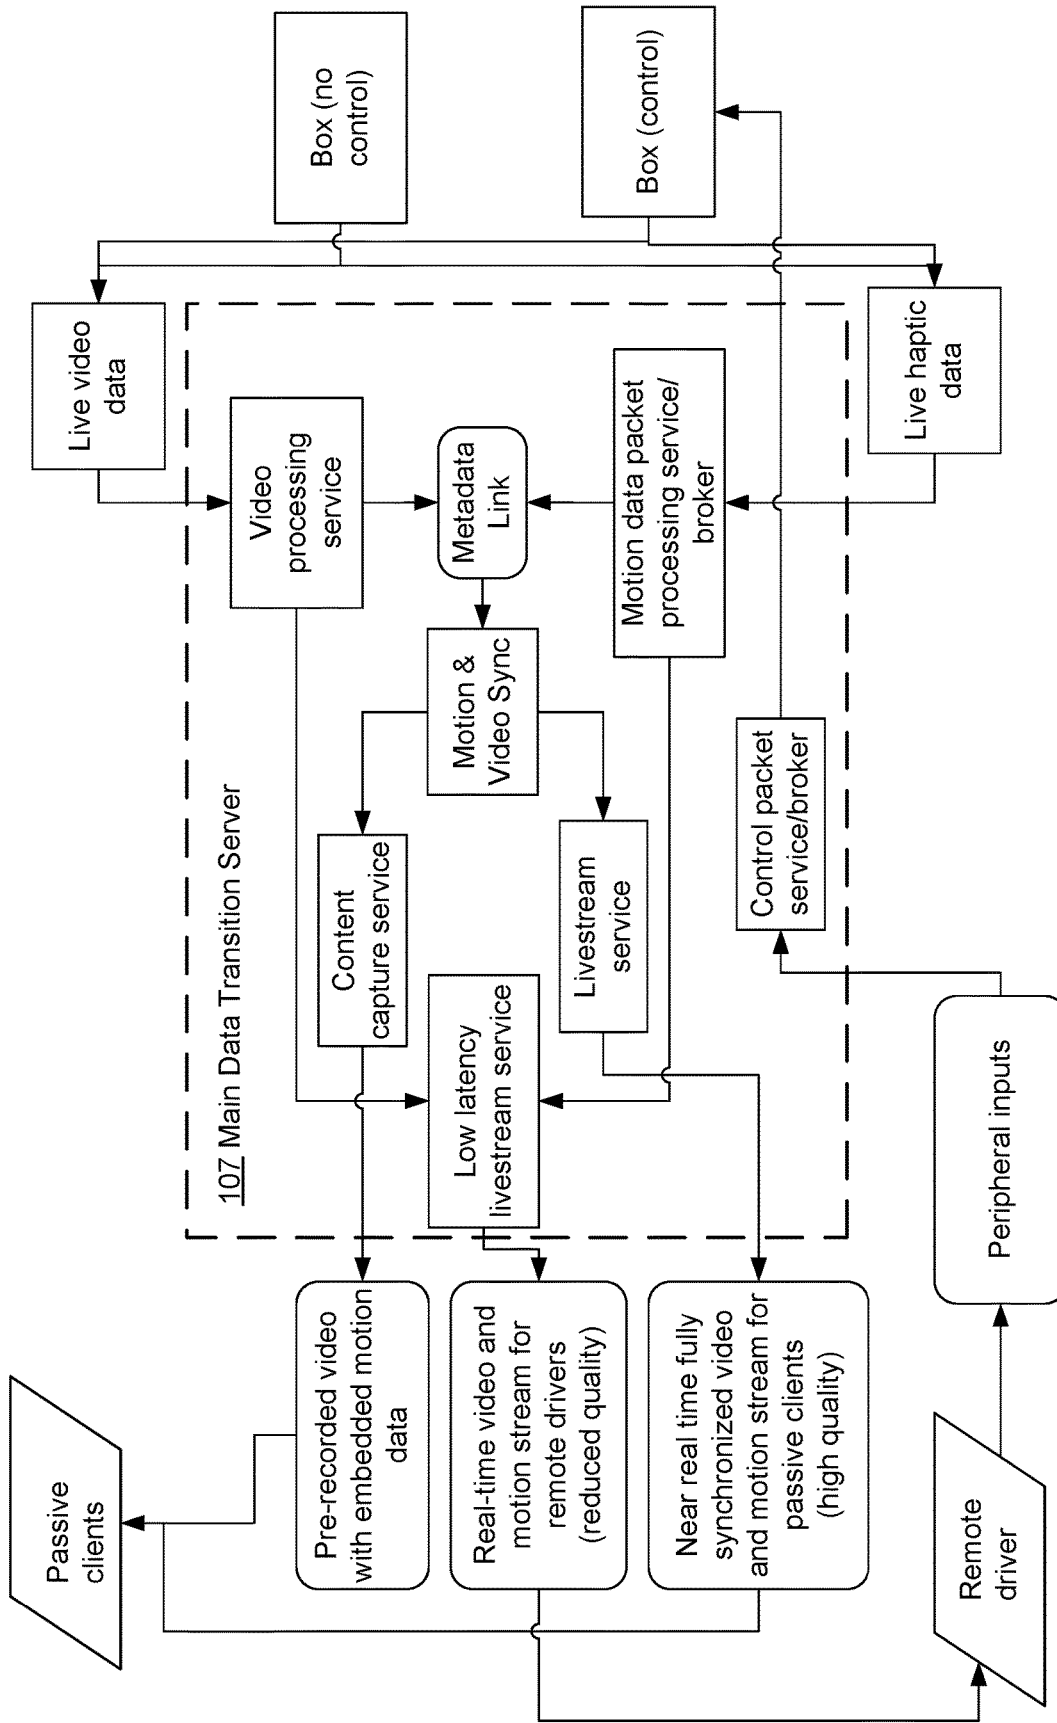 Passive
clients
Pre-recorded video
with embedded motion
data
Real-time video and
motion stream for
remote drivers
(reduced quality)
Near real time fully
synchronized video
and motion stream for
passive clients
(high quality)
Remote
driver
107 Main Data Transition Server
Content
capture service
Low latency
livestream service
Livestream
service
Peripheral inputs
Motion &
Video Sync
Control packet
service/broker
Video
processing
service
Metadata
Link
Motion data packet
processing service/
broker
Live video
data
Live haptic
data
Box (no
control)
Box (control)